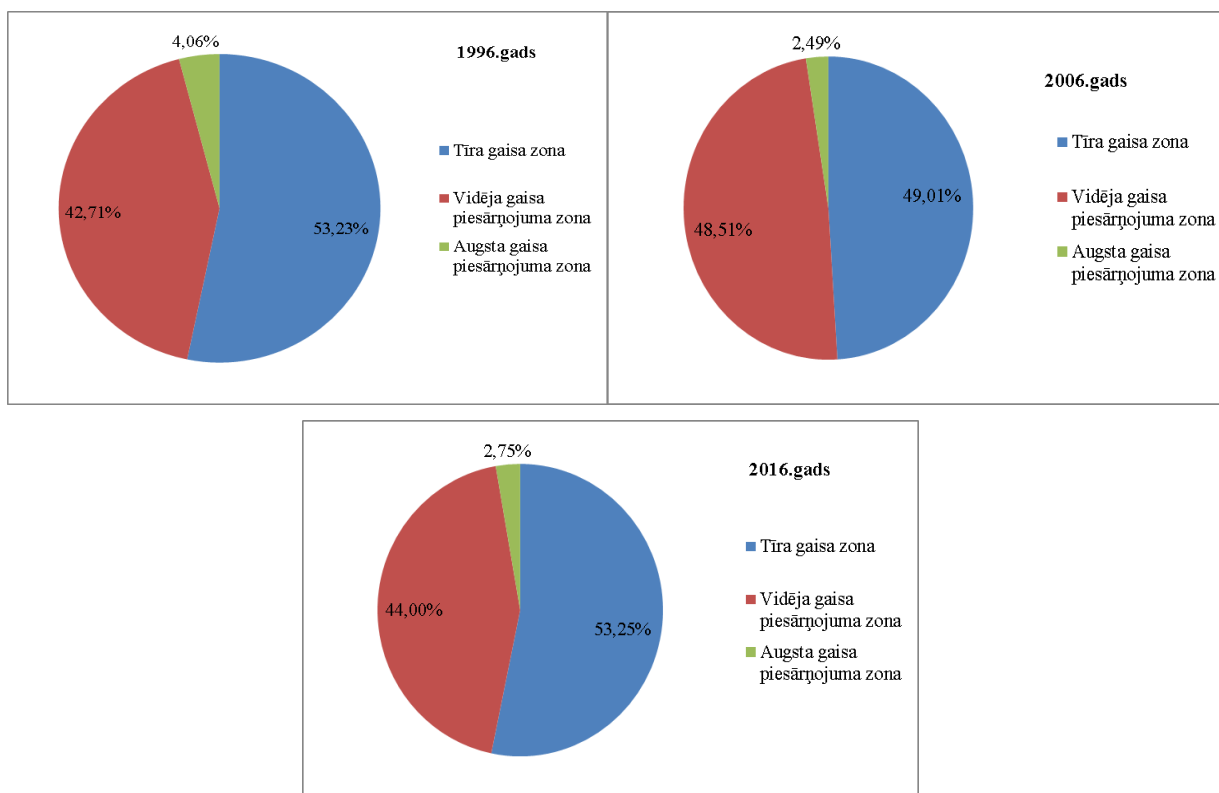 4,06%
1996.gads
Tīra gaisa zona
Vidēja gaisa
piesārņojuma zona
Augsta gaisa
piesārņojuma zona
42,71%
53,23%
2,49%
2006.gads
Tīra gaisa zona
Vidēja gaisa
piesārņojuma zona
Augsta gaisa
piesārņojuma zona
48,51%
49,01%
2,75%
2016.gads
Tīra gaisa zona
Vidēja gaisa
piesārņojuma zona
Augsta gaisa
piesārņojuma zona
44,00%
53,25%